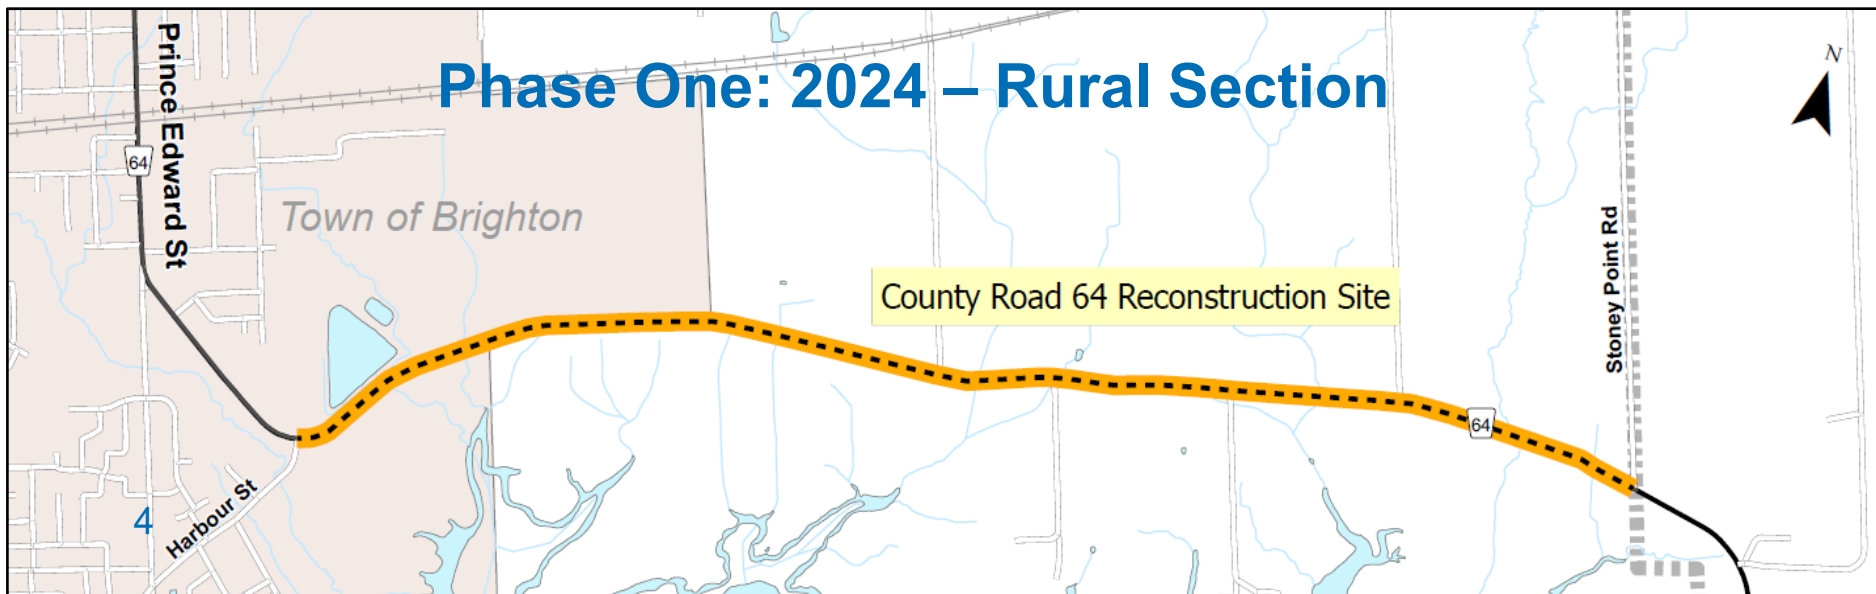 Phase One: 2024 – Rural Section
N
Prince Edward St
64
Town of Brighton
County Road 64 Reconstruction Site
Stoney Point Rd
64
Harbour St
4